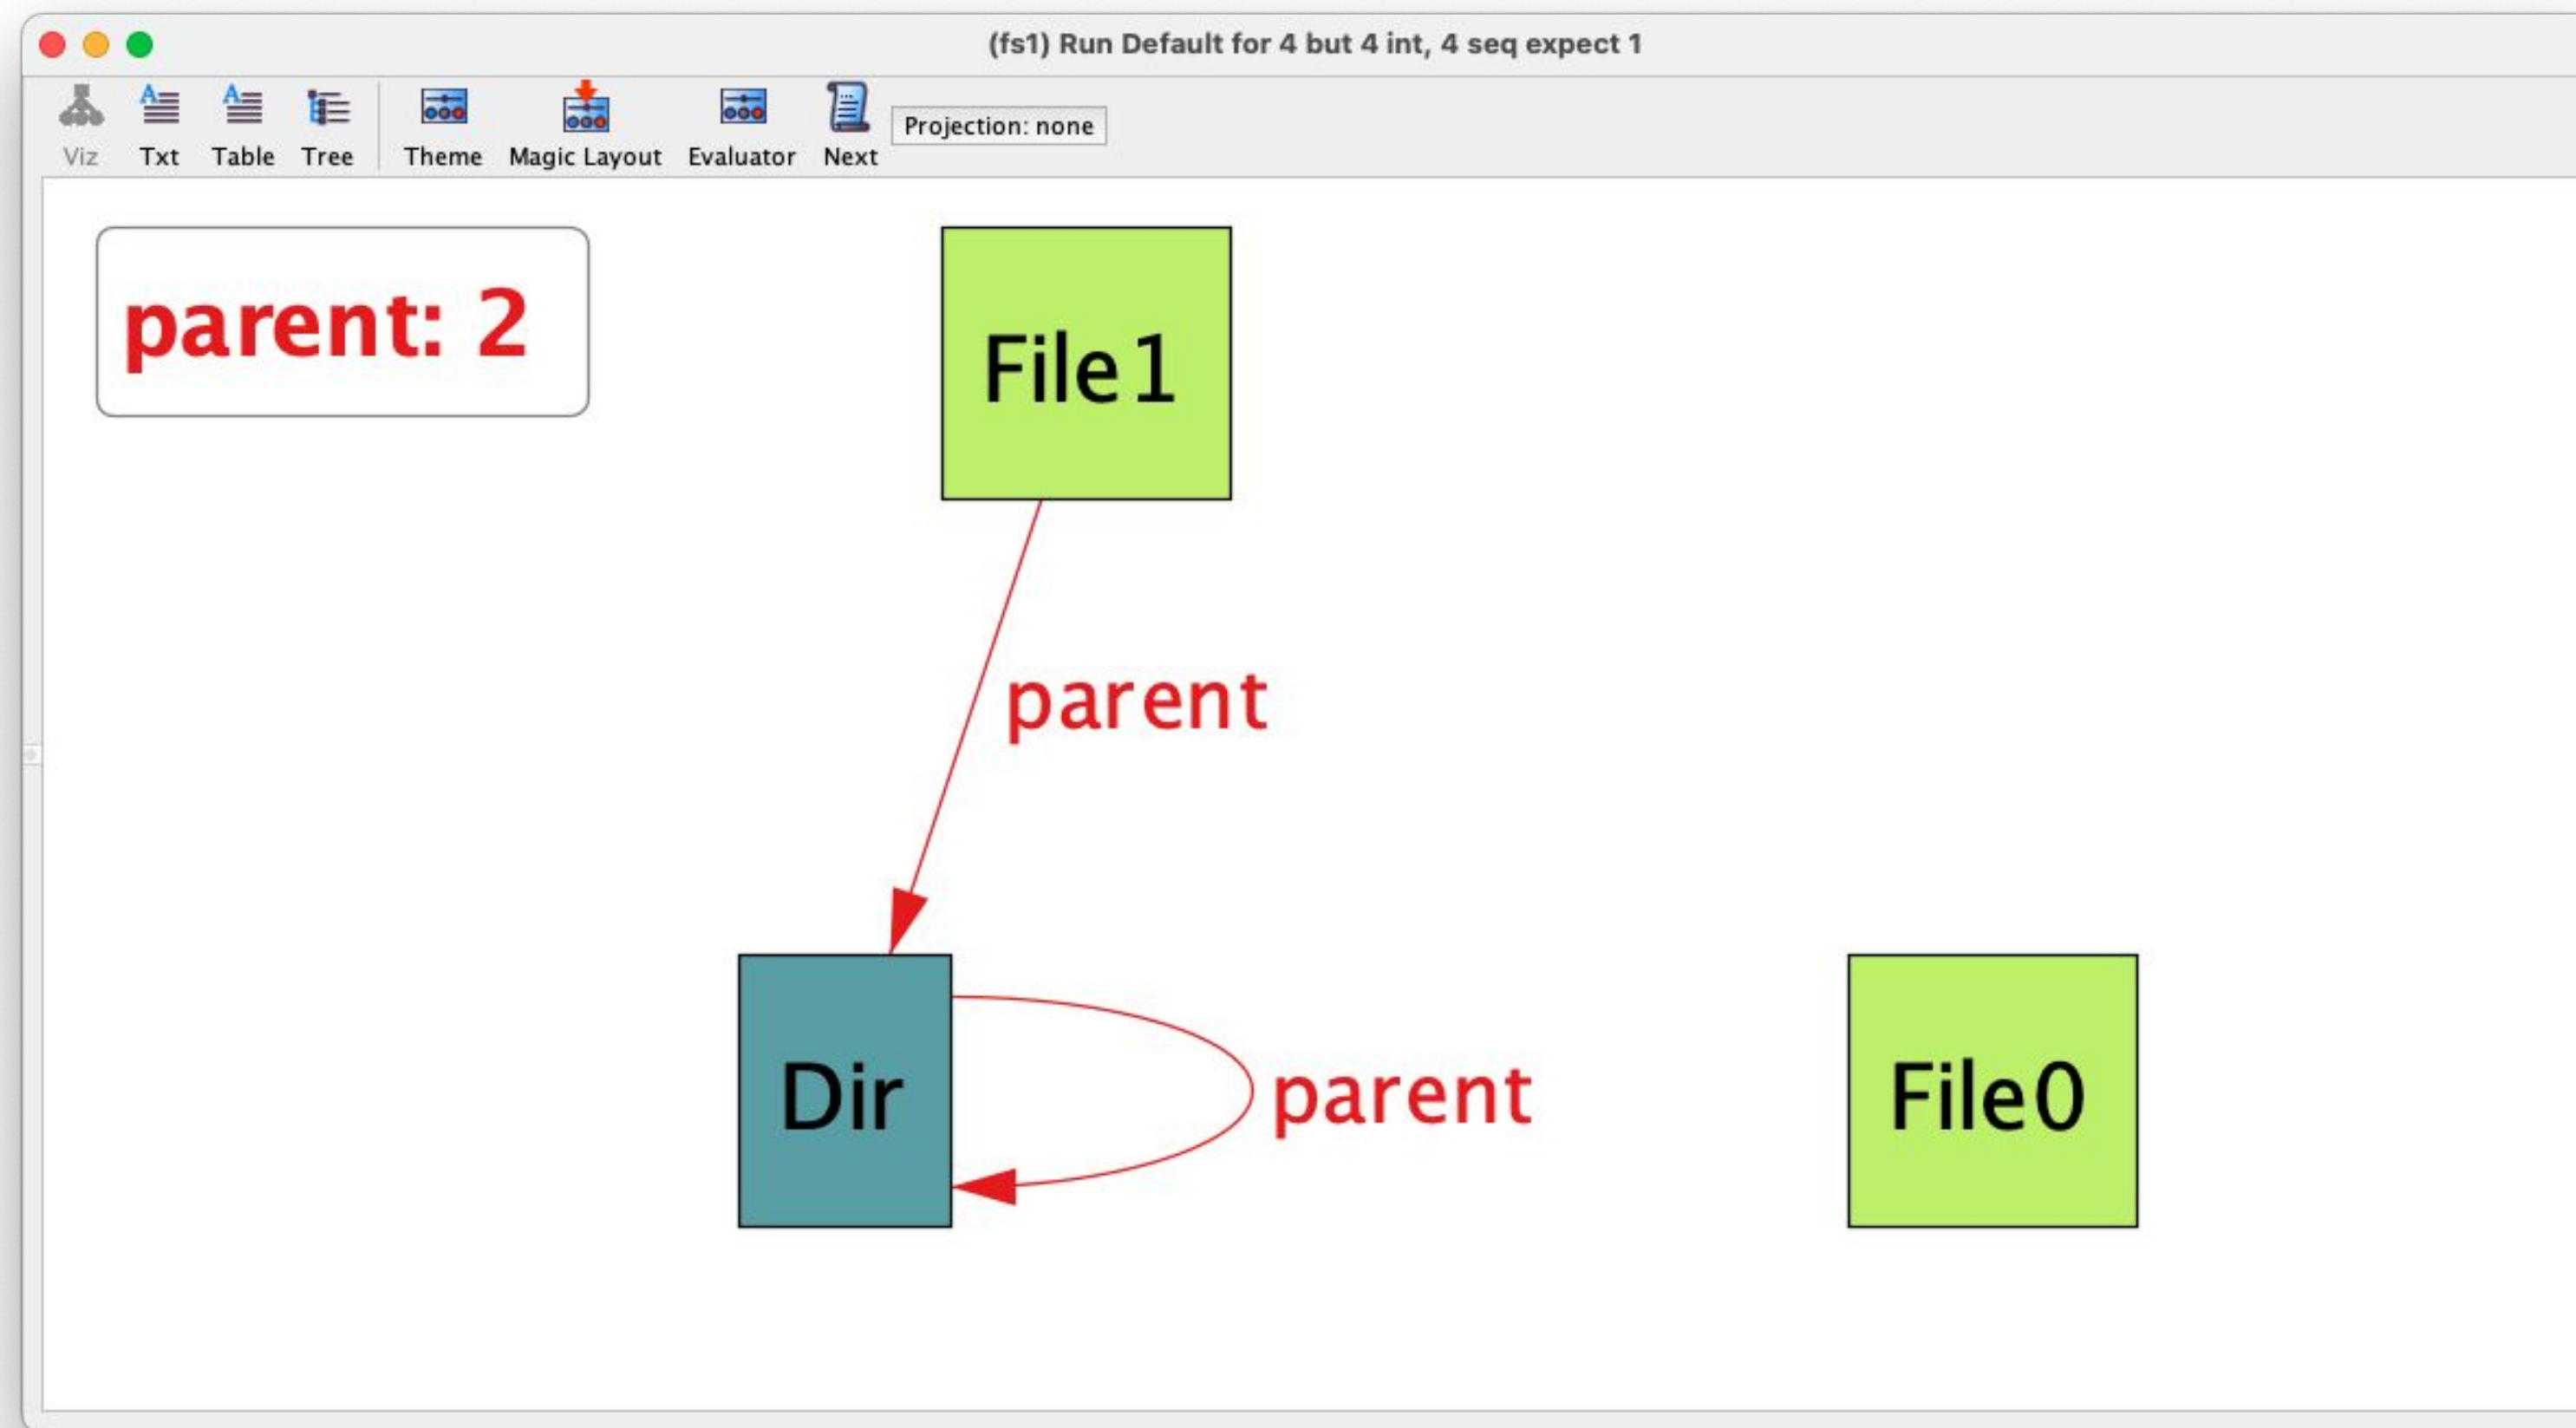 (fs1) Run Default for 4 but 4 int, 4 seq expect 1
Viz Txt Table Tree Theme Magic Layout Evaluator Next Projection: none
parent: 2
File1
parent
Dir
parent
File0